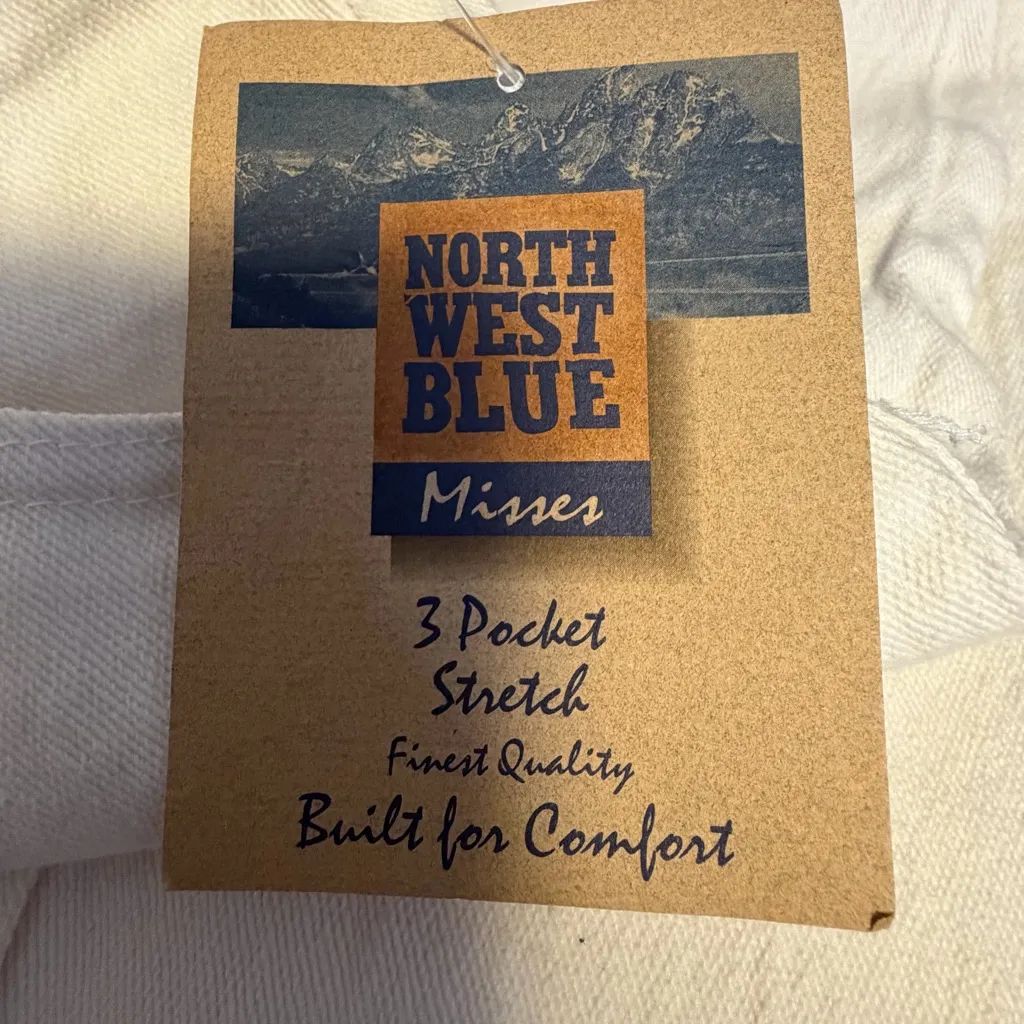 NORTH
WEST
BLUE
Misses
3 Pocket
Stretch
Finest Quality
Built for Comfort